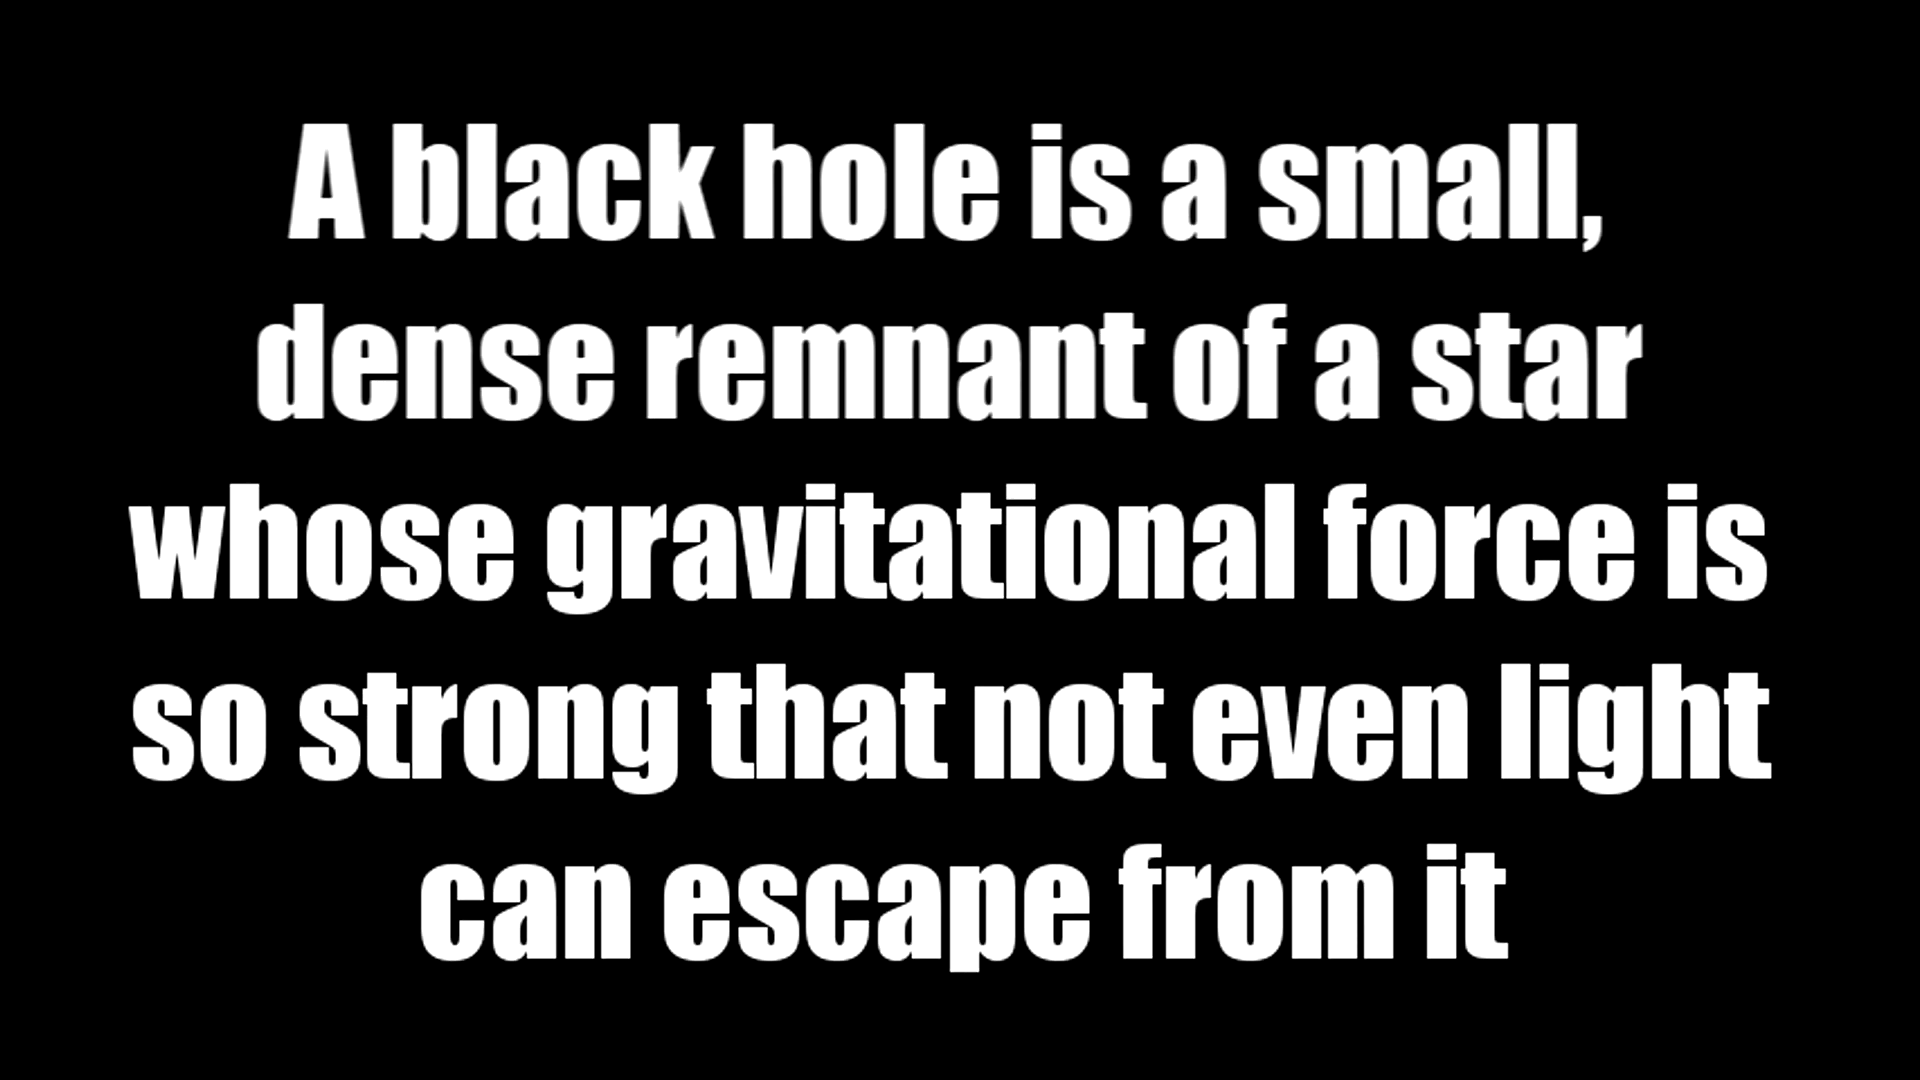 A black hole is a small,
dense remnant of a star
whose gravitational force is
so strong that not even light
can escape from it